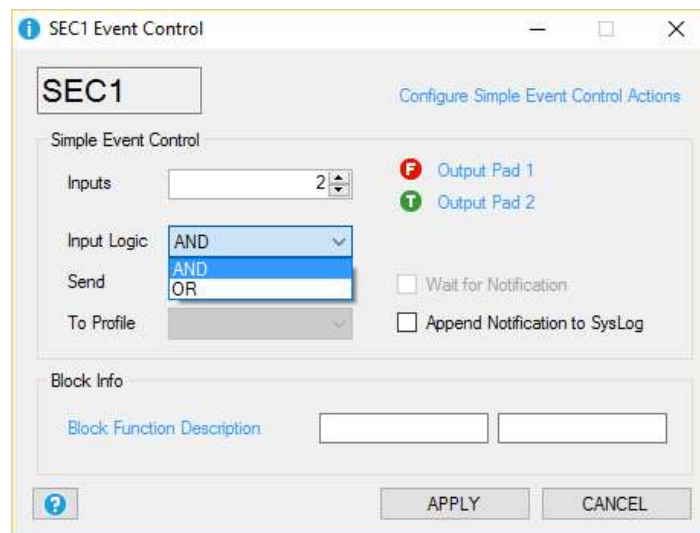 SEC1 Event Control
SEC1
Configure Simple Event Control Actions
Simple Event Control
Inputs 2
F Output Pad 1
T Output Pad 2
Input Logic AND
AND
OR
Send
Wait for Notification
To Profile
Append Notification to SysLog
Block Info
Block Function Description
? APPLY CANCEL